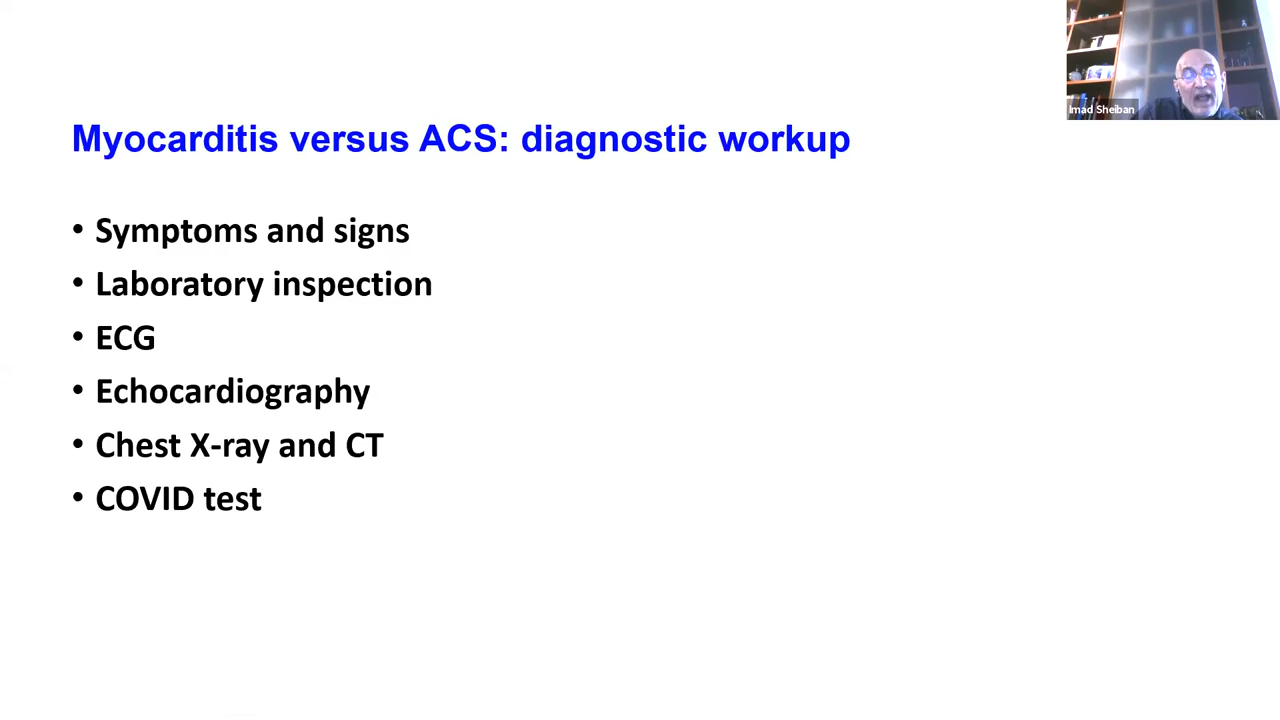 Imad Sheiban
Myocarditis versus ACS: diagnostic workup
• Symptoms and signs
• Laboratory inspection
• ECG
• Echocardiography
• Chest X-ray and CT
• COVID test